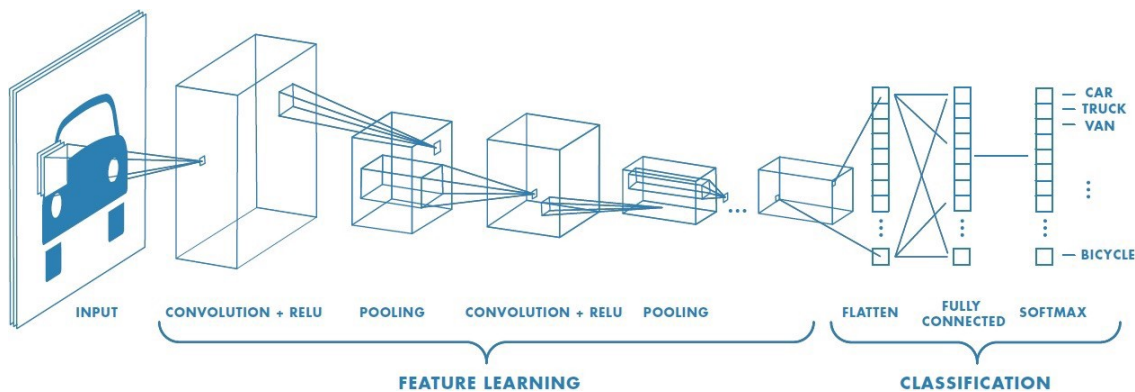 CAR
TRUCK
VAN
BICYCLE
INPUT
CONVOLUTION + RELU
POOLING
CONVOLUTION + RELU
POOLING
FLATTEN
FULLY
CONNECTED
SOFTMAX
FEATURE LEARNING
CLASSIFICATION